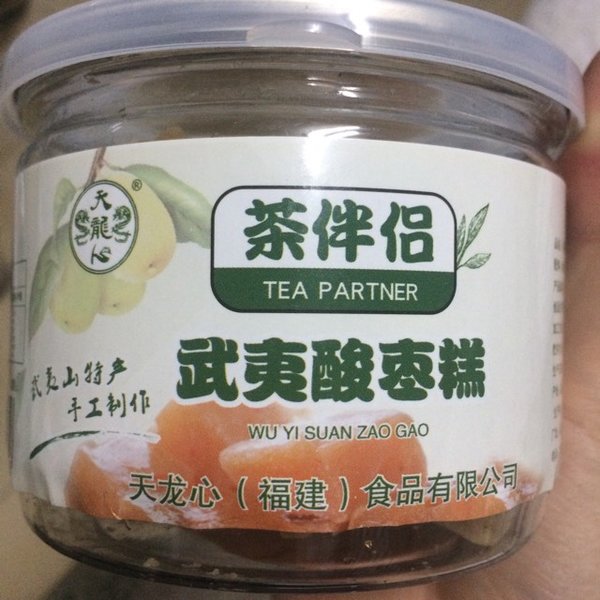 天龍心
®
茶伴侣
TEA PARTNER
武夷酸枣糕
WU YI SUAN ZAO GAO
武夷山特产
手工制作
天龙心（福建）食品有限公司